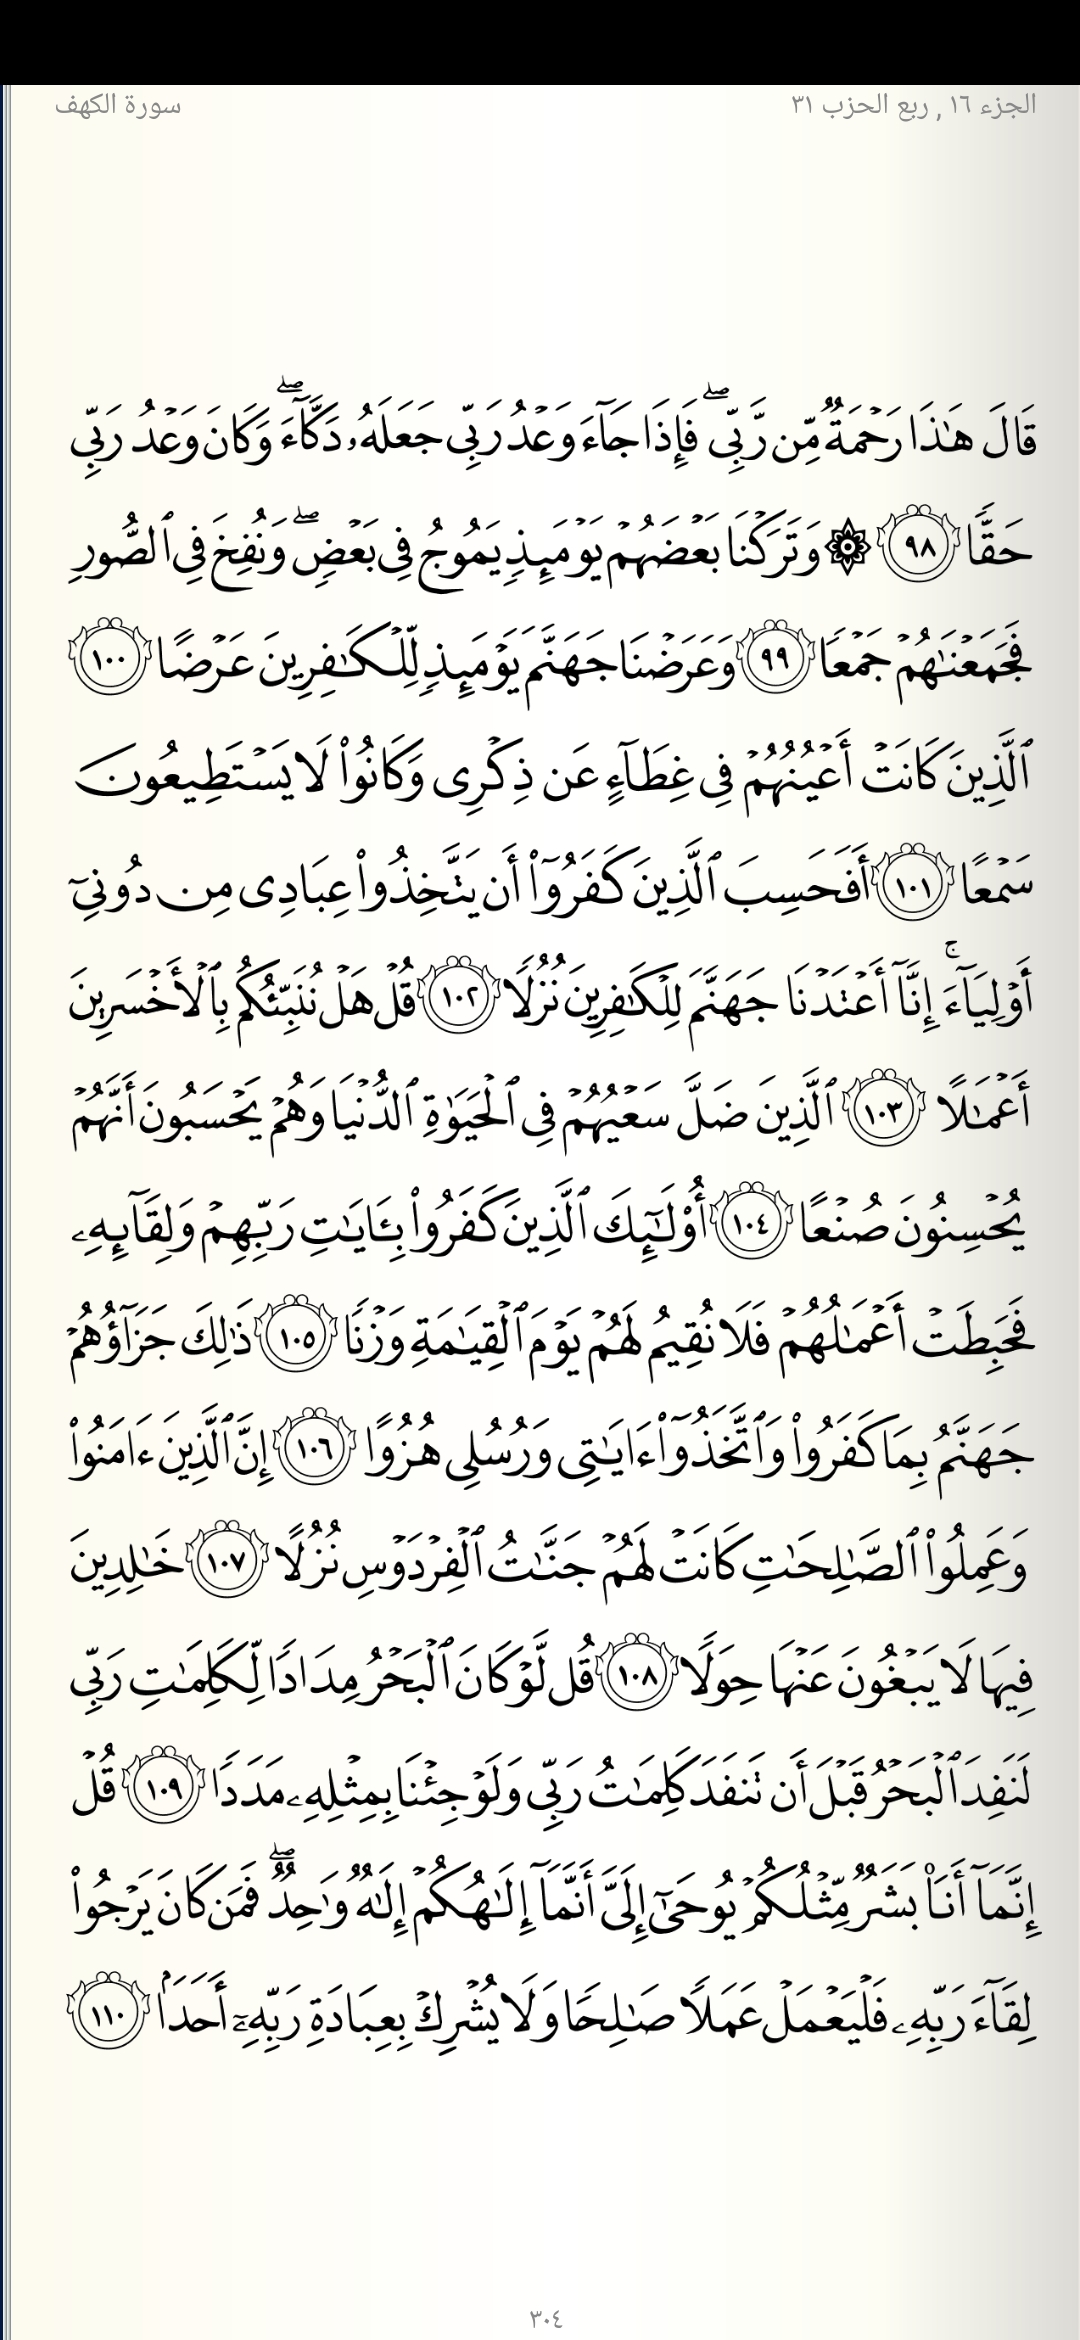 الجزء ١٦ , ربع الحزب ٣١
سورة الكهف
قَالَ هَٰذَا رَحْمَةٌ مِّن رَّبِّي ۖ فَإِذَا جَآءَ وَعْدُ رَبِّي جَعَلَهُۥ دَكَّآءَ ۖ وَكَانَ وَعْدُ رَبِّي
حَقًّا ٩٨ ۞ وَتَرَكْنَا بَعْضَهُمْ يَوْمَئِذٍ يَمُوجُ فِي بَعْضٍ ۖ وَنُفِخَ فِي ٱلصُّورِ
فَجَمَعْنَٰهُمْ جَمْعًا ٩٩ وَعَرَضْنَا جَهَنَّمَ يَوْمَئِذٍ لِّلْكَٰفِرِينَ عَرْضًا ١٠٠
ٱلَّذِينَ كَانَتْ أَعْيُنُهُمْ فِي غِطَآءٍ عَن ذِكْرِي وَكَانُوا۟ لَا يَسْتَطِيعُونَ
سَمْعًا ١٠١ أَفَحَسِبَ ٱلَّذِينَ كَفَرُوٓا۟ أَن يَتَّخِذُوا۟ عِبَادِي مِن دُونِيٓ
أَوْلِيَآءَ ۚ إِنَّآ أَعْتَدْنَا جَهَنَّمَ لِلْكَٰفِرِينَ نُزُلًا ١٠٢ قُلْ هَلْ نُنَبِّئُكُم بِٱلْأَخْسَرِينَ
أَعْمَٰلًا ١٠٣ ٱلَّذِينَ ضَلَّ سَعْيُهُمْ فِي ٱلْحَيَوٰةِ ٱلدُّنْيَا وَهُمْ يَحْسَبُونَ أَنَّهُمْ
يُحْسِنُونَ صُنْعًا ١٠٤ أُو۟لَٰٓئِكَ ٱلَّذِينَ كَفَرُوا۟ بِـَٔايَٰتِ رَبِّهِمْ وَلِقَآئِهِۦ
فَحَبِطَتْ أَعْمَٰلُهُمْ فَلَا نُقِيمُ لَهُمْ يَوْمَ ٱلْقِيَٰمَةِ وَزْنًا ١٠٥ ذَٰلِكَ جَزَآؤُهُمْ
جَهَنَّمُ بِمَا كَفَرُوا۟ وَٱتَّخَذُوٓا۟ ءَايَٰتِي وَرُسُلِي هُزُوًا ١٠٦ إِنَّ ٱلَّذِينَ ءَامَنُوا۟
وَعَمِلُوا۟ ٱلصَّٰلِحَٰتِ كَانَتْ لَهُمْ جَنَّٰتُ ٱلْفِرْدَوْسِ نُزُلًا ١٠٧ خَٰلِدِينَ
فِيهَا لَا يَبْغُونَ عَنْهَا حِوَلًا ١٠٨ قُل لَّوْ كَانَ ٱلْبَحْرُ مِدَادًا لِّكَلِمَٰتِ رَبِّي
لَنَفِدَ ٱلْبَحْرُ قَبْلَ أَن تَنفَدَ كَلِمَٰتُ رَبِّي وَلَوْ جِئْنَا بِمِثْلِهِۦ مَدَدًا ١٠٩ قُلْ
إِنَّمَآ أَنَا۠ بَشَرٌ مِّثْلُكُمْ يُوحَىٰٓ إِلَيَّ أَنَّمَآ إِلَٰهُكُمْ إِلَٰهٌ وَٰحِدٌ ۖ فَمَن كَانَ يَرْجُوا۟
لِقَآءَ رَبِّهِۦ فَلْيَعْمَلْ عَمَلًا صَٰلِحًا وَلَا يُشْرِكْ بِعِبَادَةِ رَبِّهِۦٓ أَحَدًۢا ١١٠
٣٠٤